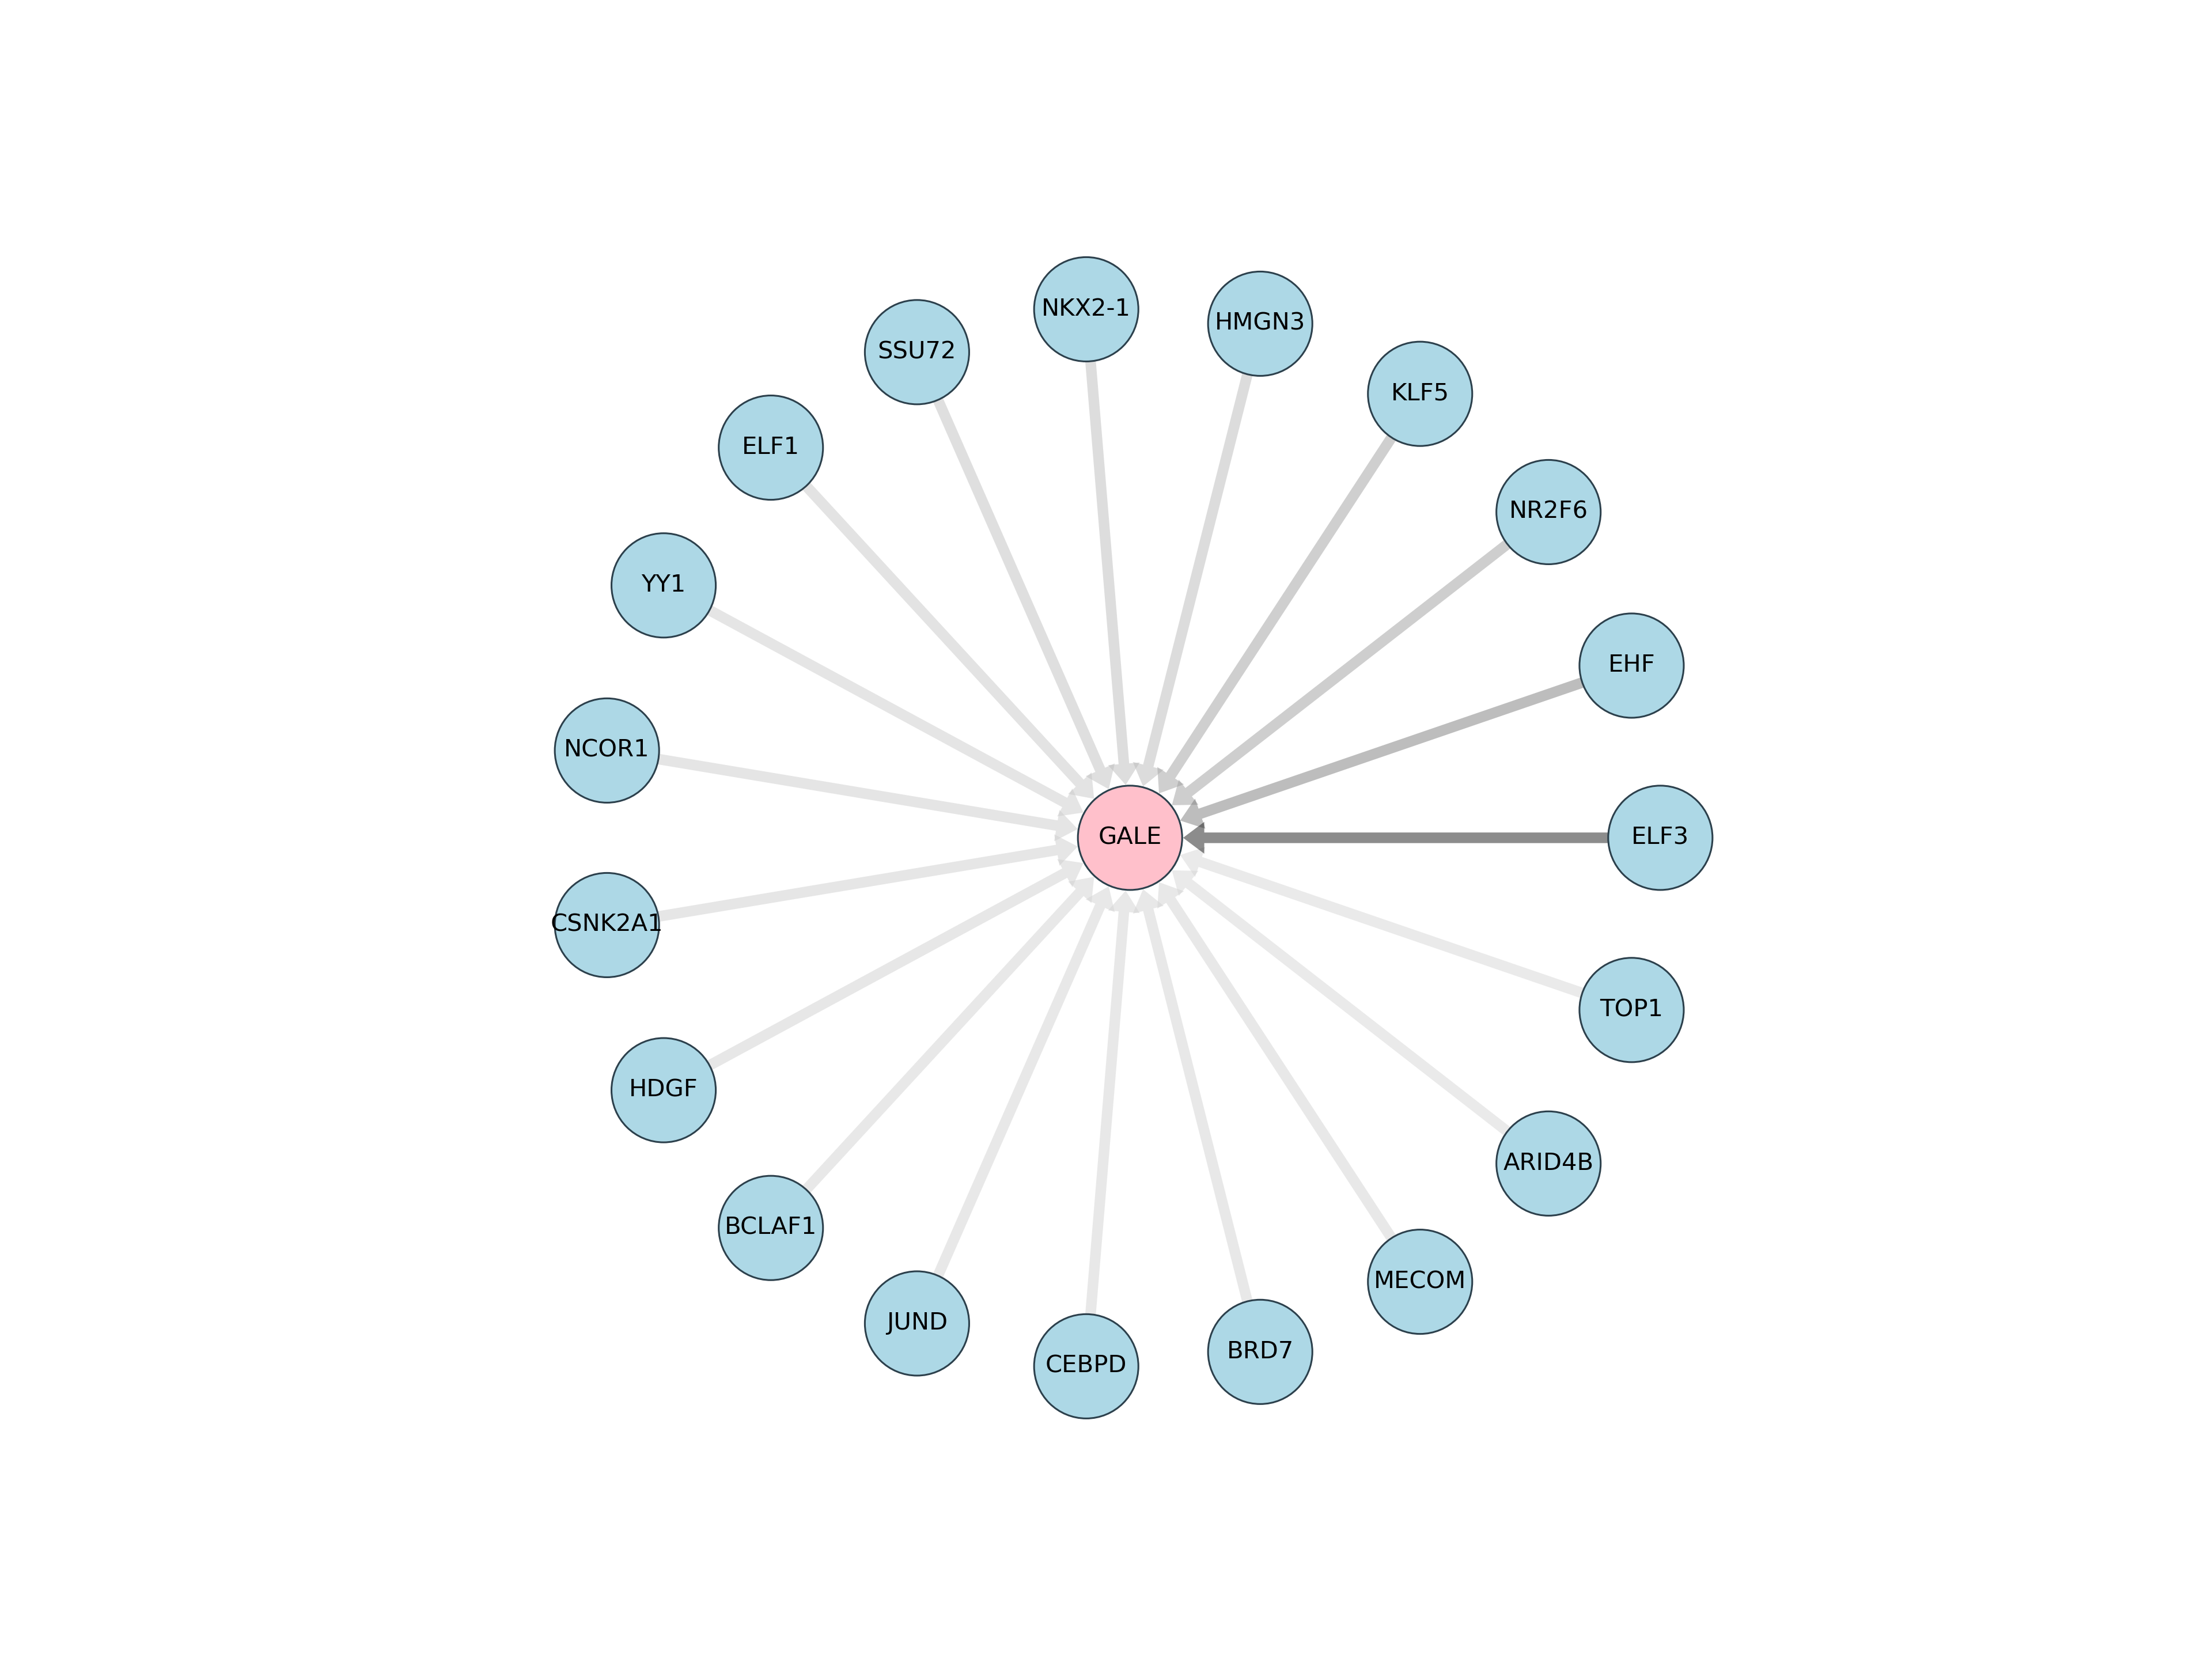 NKX2-1
HMGN3
SSU72
KLF5
ELF1
NR2F6
YY1
EHF
NCOR1
GALE
ELF3
CSNK2A1
TOP1
HDGF
ARID4B
BCLAF1
MECOM
JUND
BRD7
CEBPD